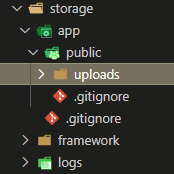 storage
app
public
uploads
.gitignore
.gitignore
framework
logs